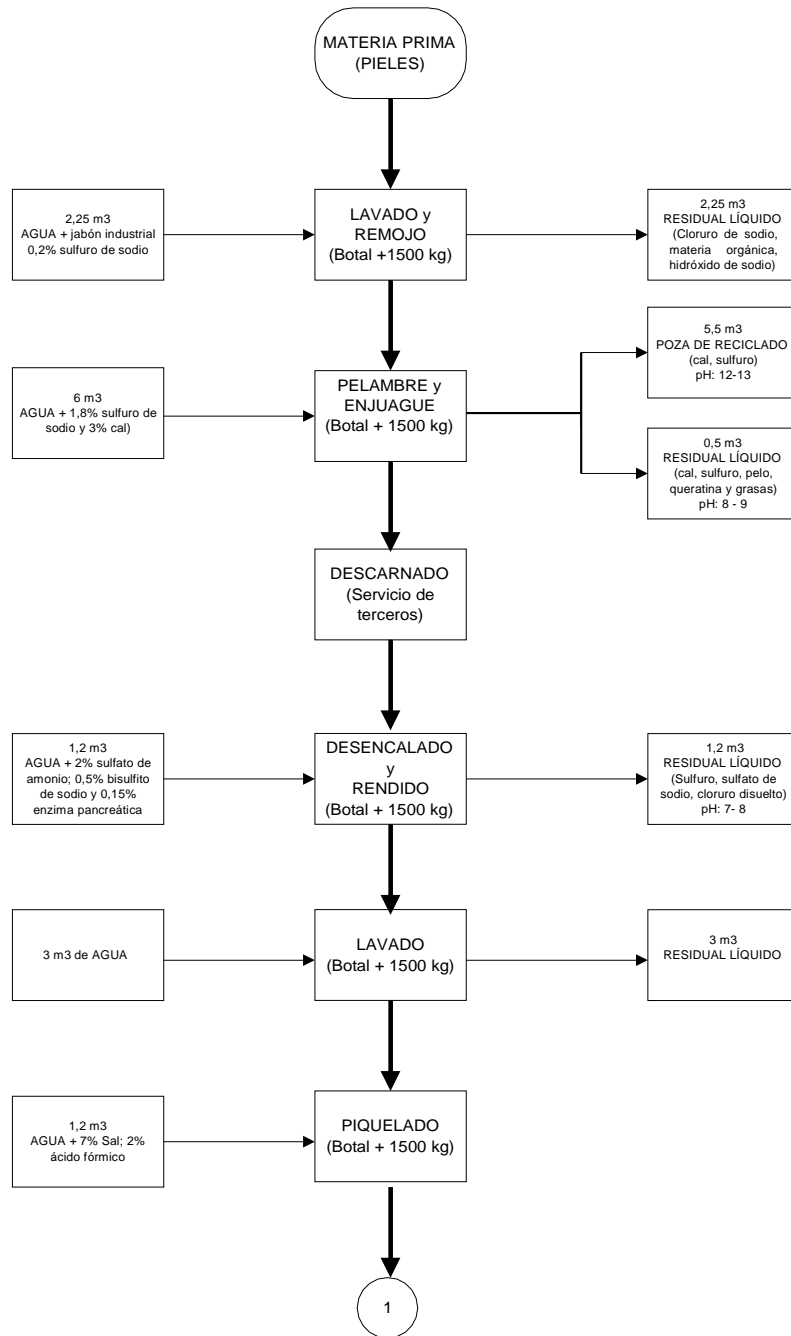 MATERIA PRIMA
(PIELES)
2,25 m3
AGUA + jabón industrial
0,2% sulfuro de sodio
LAVADO y
REMOJO
(Botal +1500 kg)
2,25 m3
RESIDUAL LÍQUIDO
(Cloruro de sodio,
materia orgánica,
hidróxido de sodio)
6 m3
AGUA + 1,8% sulfuro de
sodio y 3% cal)
PELAMBRE y
ENJUAGUE
(Botal + 1500 kg)
5,5 m3
POZA DE RECICLADO
(cal, sulfuro)
pH: 12-13
0,5 m3
RESIDUAL LÍQUIDO
(cal, sulfuro, pelo,
queratina y grasas)
pH: 8 - 9
DESCARNADO
(Servicio de
terceros)
1,2 m3
AGUA + 2% sulfato de
amonio; 0,5% bisulfito
de sodio y 0,15%
enzima pancreática
DESENCALADO
y
RENDIDO
(Botal + 1500 kg)
1,2 m3
RESIDUAL LÍQUIDO
(Sulfuro, sulfato de
sodio, cloruro disuelto)
pH: 7- 8
3 m3 de AGUA
LAVADO
(Botal + 1500 kg)
3 m3
RESIDUAL LÍQUIDO
1,2 m3
AGUA + 7% Sal; 2%
ácido fórmico
PIQUELADO
(Botal + 1500 kg)
1